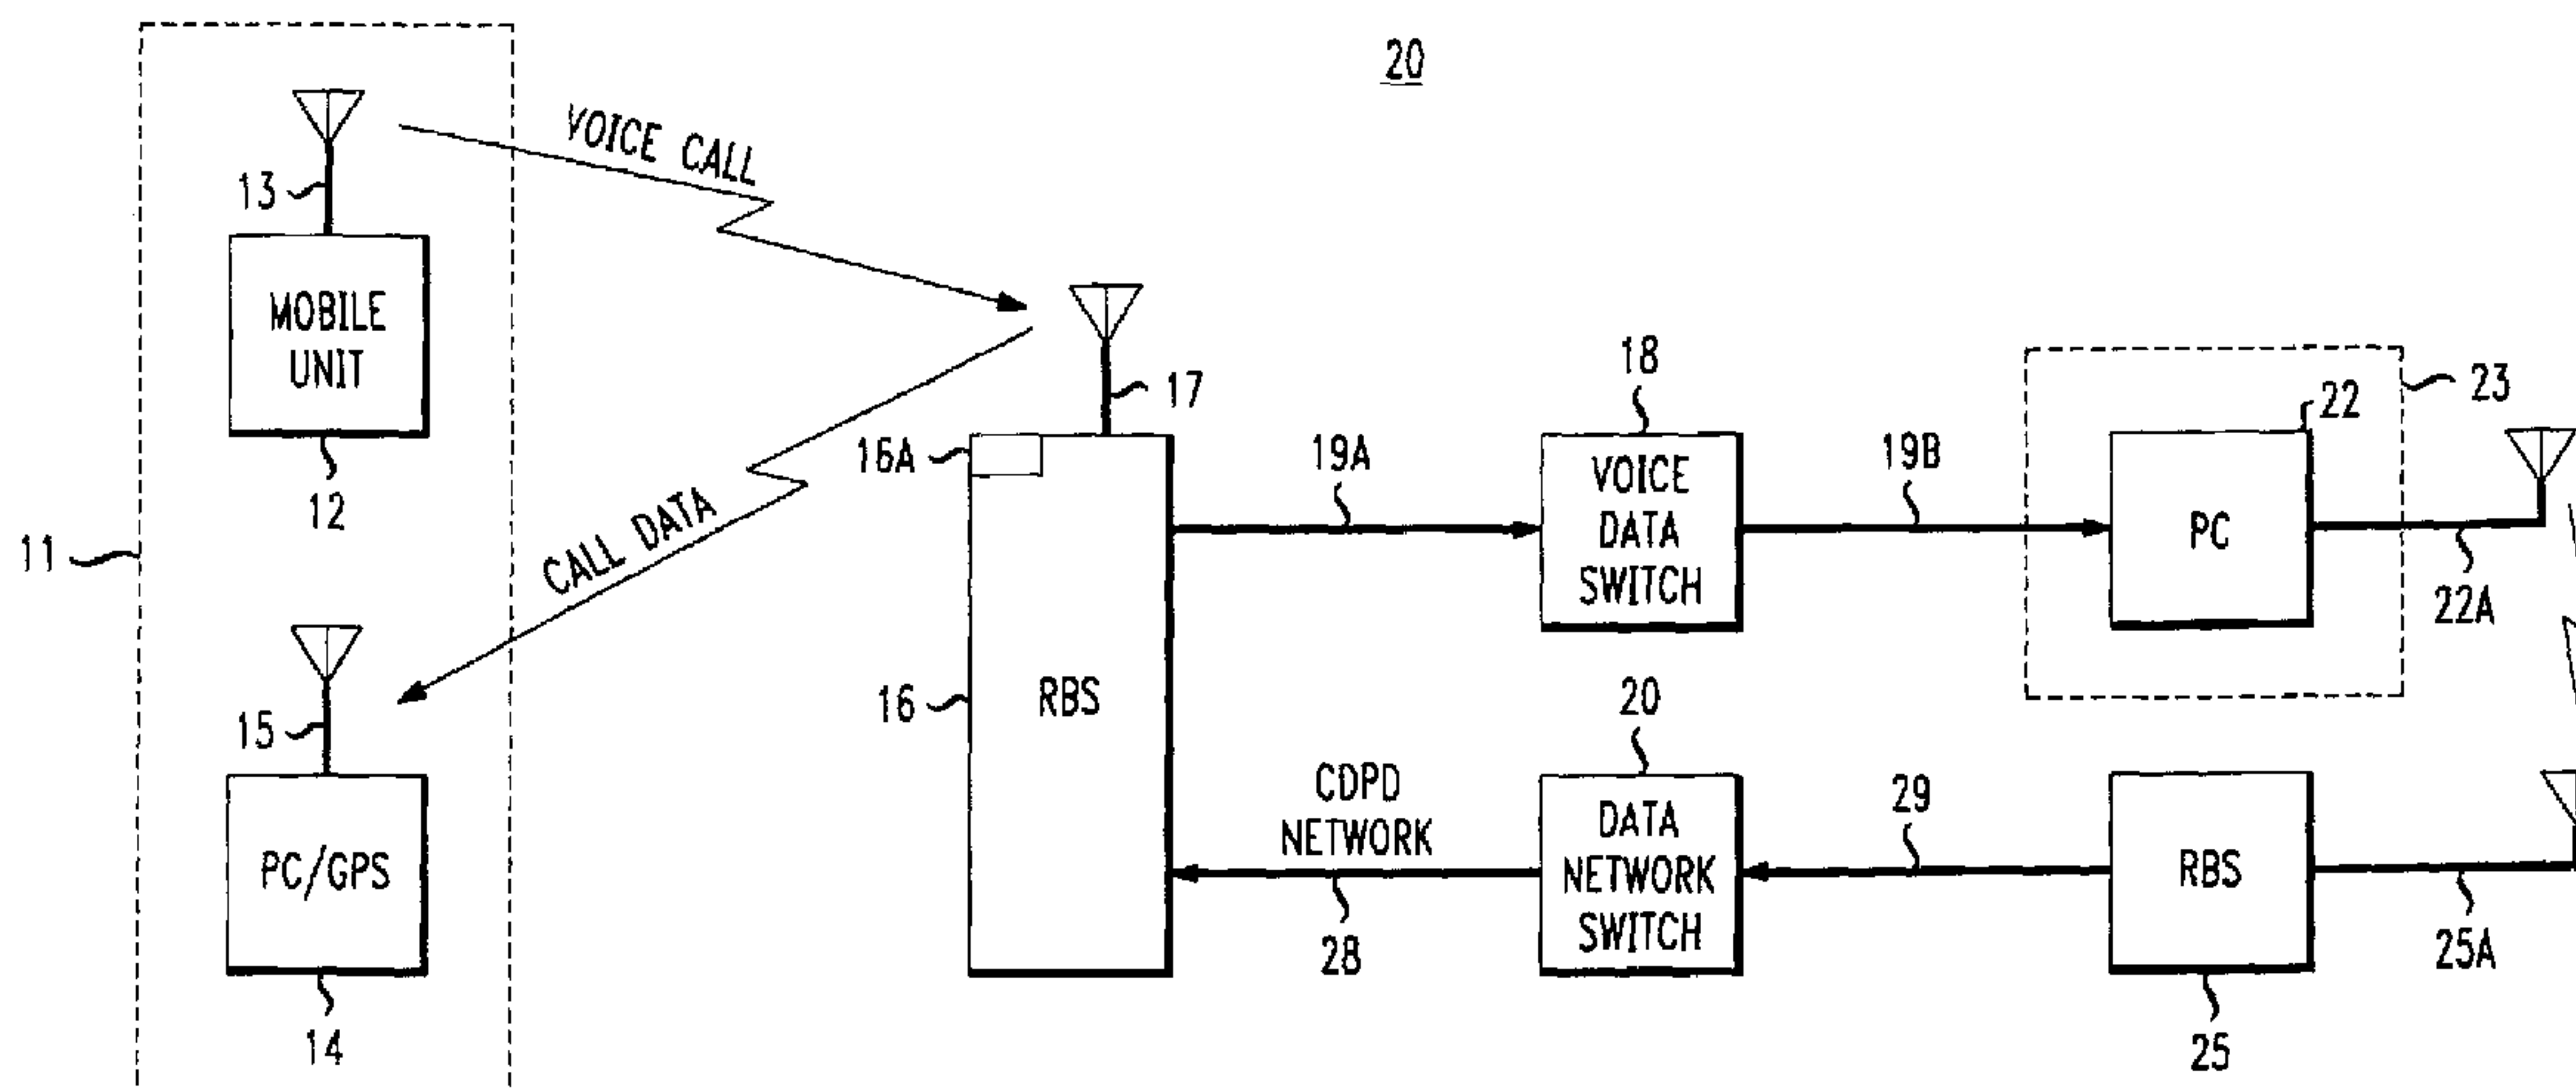 20
VOICE CALL
13
MOBILE
UNIT
12
11
CALL DATA
15
PC/GPS
14
17
16A
16
RBS
19A
18
VOICE
DATA
SWITCH
19B
23
22
PC
22A
CDPD
NETWORK
28
20
DATA
NETWORK
SWITCH
29
RBS
25
25A